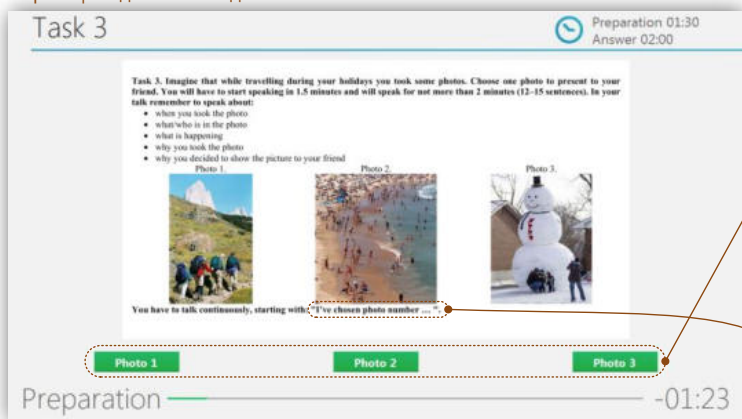 Task 3
Preparation 01:30
Answer 02:00
Task 3. Imagine that while travelling during your holidays you took some photos. Choose one photo to present to your
friend. You will have to start speaking in 1.5 minutes and will speak for not more than 2 minutes (12–15 sentences). In your
talk remember to speak about:
• when you took the photo
• what/who is in the photo
• what is happening
• why you took the photo
• why you decided to show the picture to your friend
Photo 1.
Photo 2.
Photo 3.
You have to talk continuously, starting with: "I've chosen photo number … ".
Photo 1
Photo 2
Photo 3
Preparation
-01:23